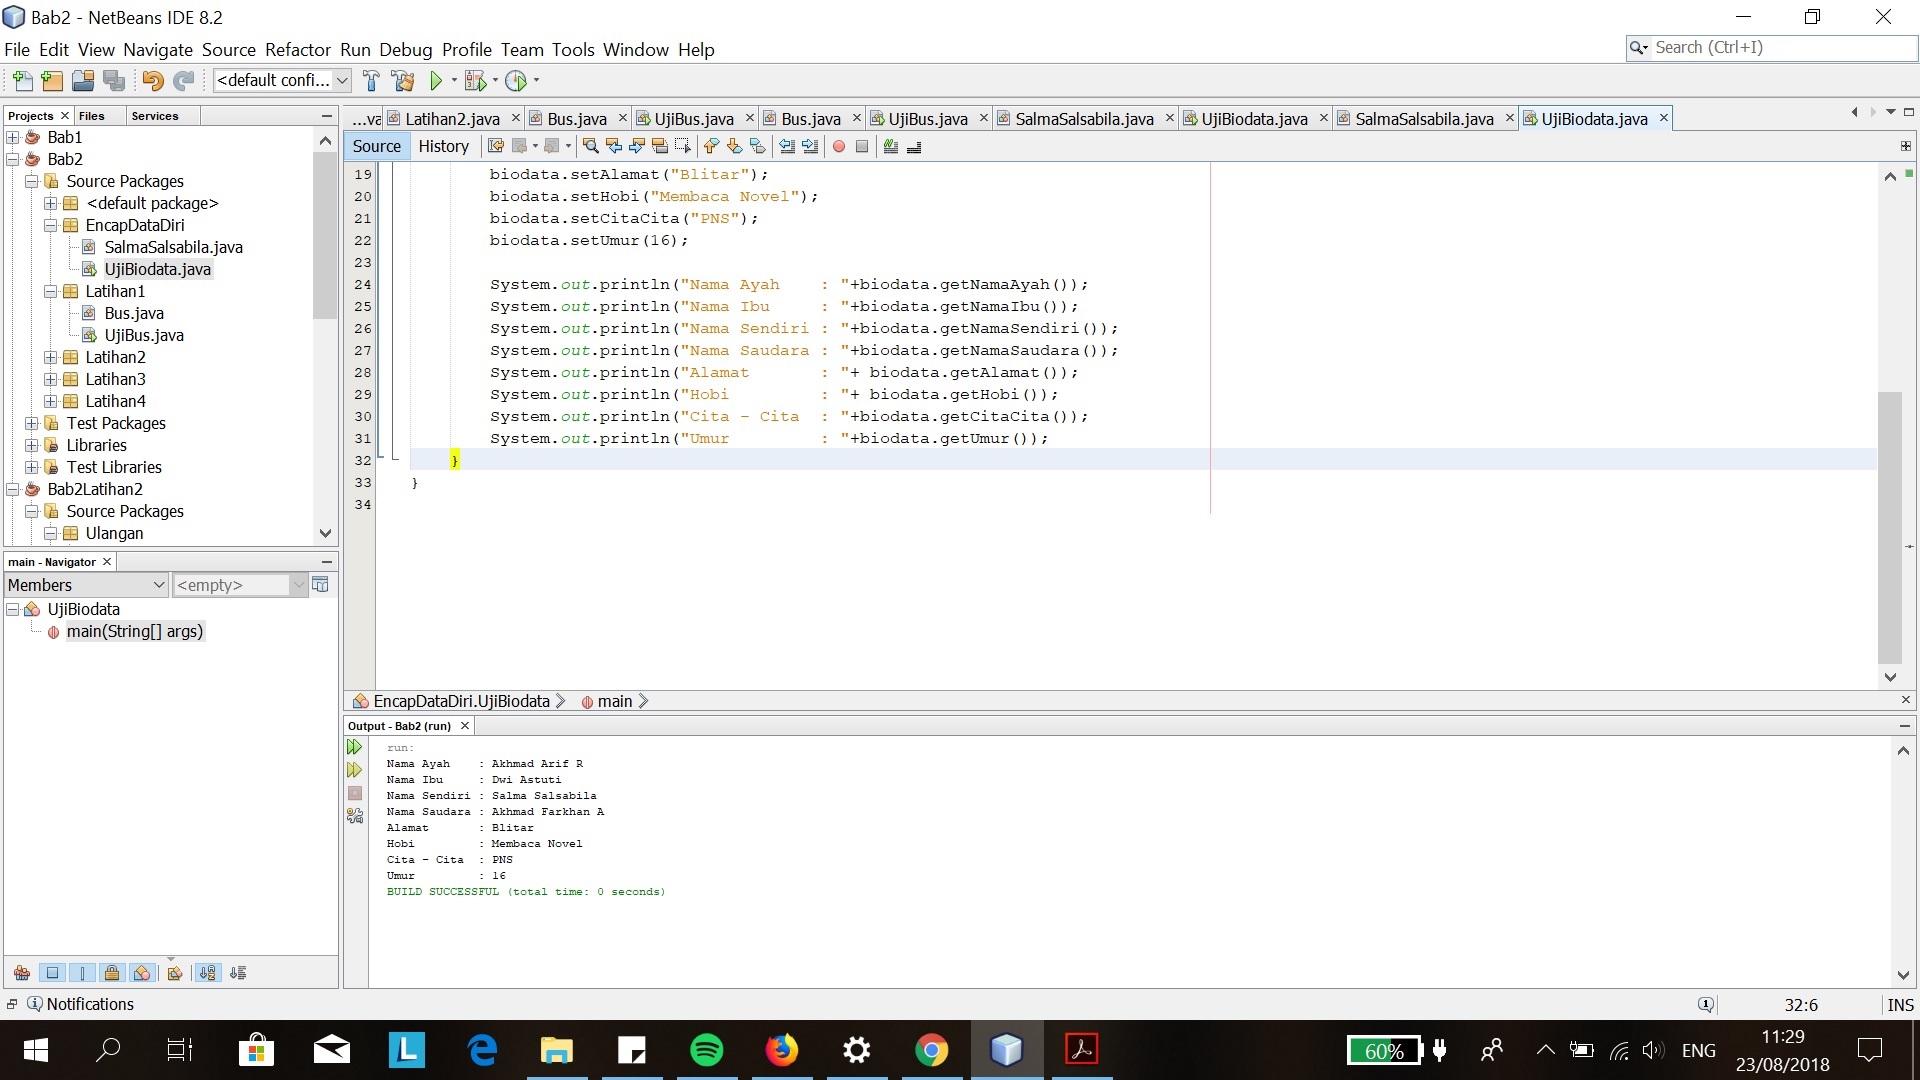 Bab2 - NetBeans IDE 8.2
File Edit View Navigate Source Refactor Run Debug Profile Team Tools Window Help
Search (Ctrl+I)
<default confi...
Projects Files Services
Bab1
Bab2
Source Packages
<default package>
EncapDataDiri
SalmaSalsabila.java
UjiBiodata.java
Latihan1
Bus.java
UjiBus.java
Latihan2
Latihan3
Latihan4
Test Packages
Libraries
Test Libraries
Bab2Latihan2
Source Packages
Ulangan
main - Navigator
Members <empty>
UjiBiodata
main(String[] args)
...va Latihan2.java Bus.java UjiBus.java Bus.java UjiBus.java SalmaSalsabila.java UjiBiodata.java SalmaSalsabila.java UjiBiodata.java
Source History
19 biodata.setAlamat("Blitar");
20 biodata.setHobi("Membaca Novel");
21 biodata.setCitaCita("PNS");
22 biodata.setUmur(16);
23
24 System.out.println("Nama Ayah    : "+biodata.getNamaAyah());
25 System.out.println("Nama Ibu     : "+biodata.getNamaIbu());
26 System.out.println("Nama Sendiri : "+biodata.getNamaSendiri());
27 System.out.println("Nama Saudara : "+biodata.getNamaSaudara());
28 System.out.println("Alamat       : "+ biodata.getAlamat());
29 System.out.println("Hobi         : "+ biodata.getHobi());
30 System.out.println("Cita - Cita  : "+biodata.getCitaCita());
31 System.out.println("Umur         : "+biodata.getUmur());
32 }
33 }
34
EncapDataDiri.UjiBiodata main
Output - Bab2 (run)
run:
Nama Ayah    : Akhmad Arif R
Nama Ibu     : Dwi Astuti
Nama Sendiri : Salma Salsabila
Nama Saudara : Akhmad Farkhan A
Alamat       : Blitar
Hobi         : Membaca Novel
Cita - Cita  : PNS
Umur         : 16
BUILD SUCCESSFUL (total time: 0 seconds)
Notifications
32:6 INS
60%
ENG
11:29
23/08/2018